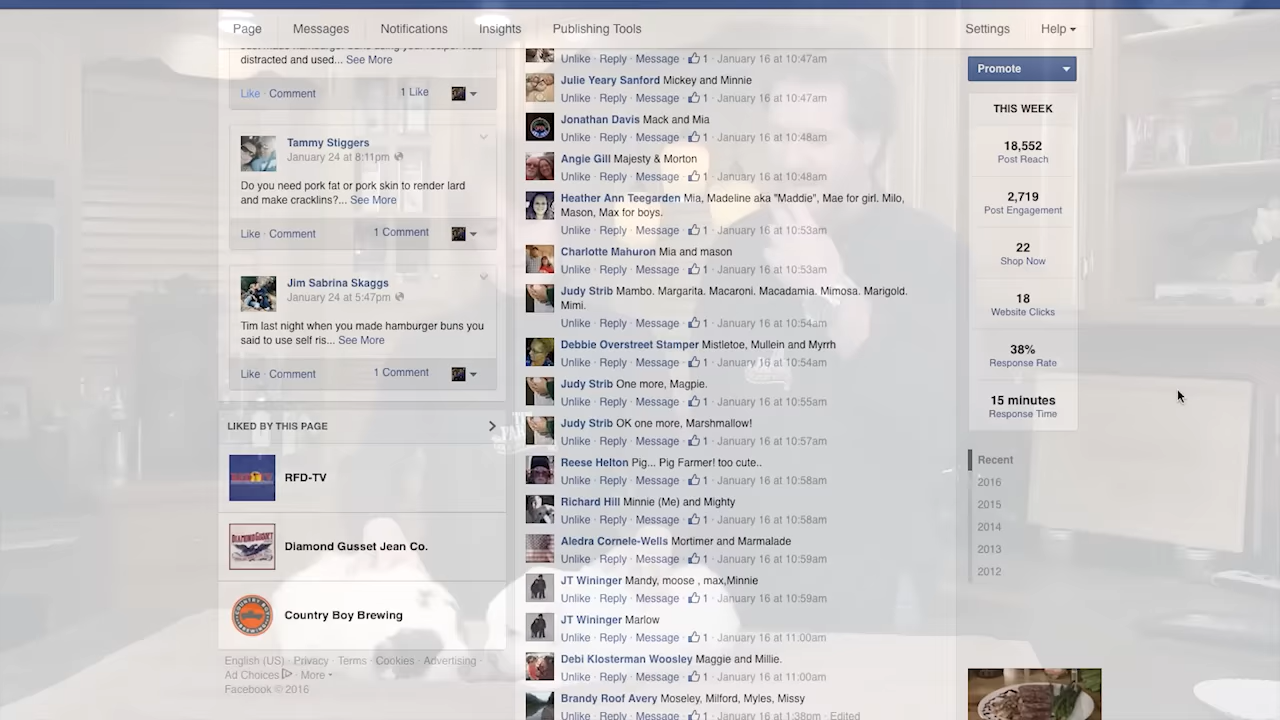 Page Messages Notifications Insights Publishing Tools Settings Help
distracted and used... See More
Like · Comment 1 Like
Tammy Stiggers
January 24 at 8:11pm
Do you need pork fat or pork skin to render lard
and make cracklins?... See More
Like · Comment 1 Comment
Jim Sabrina Skaggs
January 24 at 5:47pm
Tim last night when you made hamburger buns you
said to use self ris... See More
Like · Comment 1 Comment
LIKED BY THIS PAGE
RFD-TV
Diamond Gusset Jean Co.
Country Boy Brewing
English (US) · Privacy · Terms · Cookies · Advertising ·
Ad Choices · More
Facebook © 2016
Unlike · Reply · Message · 1 · January 16 at 10:47am
Julie Yeary Sanford Mickey and Minnie
Unlike · Reply · Message · 1 · January 16 at 10:47am
Jonathan Davis Mack and Mia
Unlike · Reply · Message · 1 · January 16 at 10:48am
Angie Gill Majesty & Morton
Unlike · Reply · Message · 1 · January 16 at 10:48am
Heather Ann Teegarden Mia, Madeline aka "Maddie", Mae for girl. Milo,
Mason, Max for boys.
Unlike · Reply · Message · 1 · January 16 at 10:53am
Charlotte Mahuron Mia and mason
Unlike · Reply · Message · 1 · January 16 at 10:53am
Judy Strib Mambo. Margarita. Macaroni. Macadamia. Mimosa. Marigold.
Mimi.
Unlike · Reply · Message · 1 · January 16 at 10:54am
Debbie Overstreet Stamper Mistletoe, Mullein and Myrrh
Unlike · Reply · Message · 1 · January 16 at 10:54am
Judy Strib One more, Magpie.
Unlike · Reply · Message · 1 · January 16 at 10:55am
Judy Strib OK one more, Marshmallow!
Unlike · Reply · Message · 1 · January 16 at 10:57am
Reese Helton Pig... Pig Farmer! too cute..
Unlike · Reply · Message · 1 · January 16 at 10:58am
Richard Hill Minnie (Me) and Mighty
Unlike · Reply · Message · 1 · January 16 at 10:58am
Aledra Cornele-Wells Mortimer and Marmalade
Unlike · Reply · Message · 1 · January 16 at 10:59am
JT Wininger Mandy, moose , max,Minnie
Unlike · Reply · Message · 1 · January 16 at 10:59am
JT Wininger Marlow
Unlike · Reply · Message · 1 · January 16 at 11:00am
Debi Klosterman Woosley Maggie and Millie.
Unlike · Reply · Message · 1 · January 16 at 11:00am
Brandy Roof Avery Moseley, Milford, Myles, Missy
Unlike · Reply · Message · 1 · January 16 at 1:38pm · Edited
Promote
THIS WEEK
18,552
Post Reach
2,719
Post Engagement
22
Shop Now
18
Website Clicks
38%
Response Rate
15 minutes
Response Time
Recent
2016
2015
2014
2013
2012